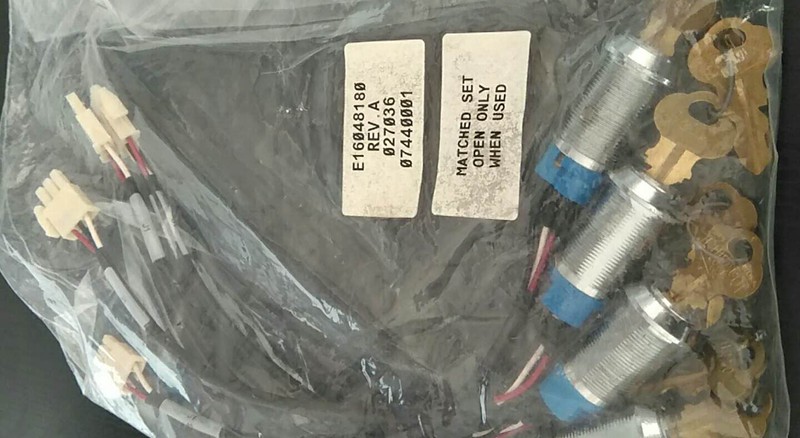 E16048180
REV.A
027036
07440001
MATCHED SET
OPEN ONLY
WHEN USED